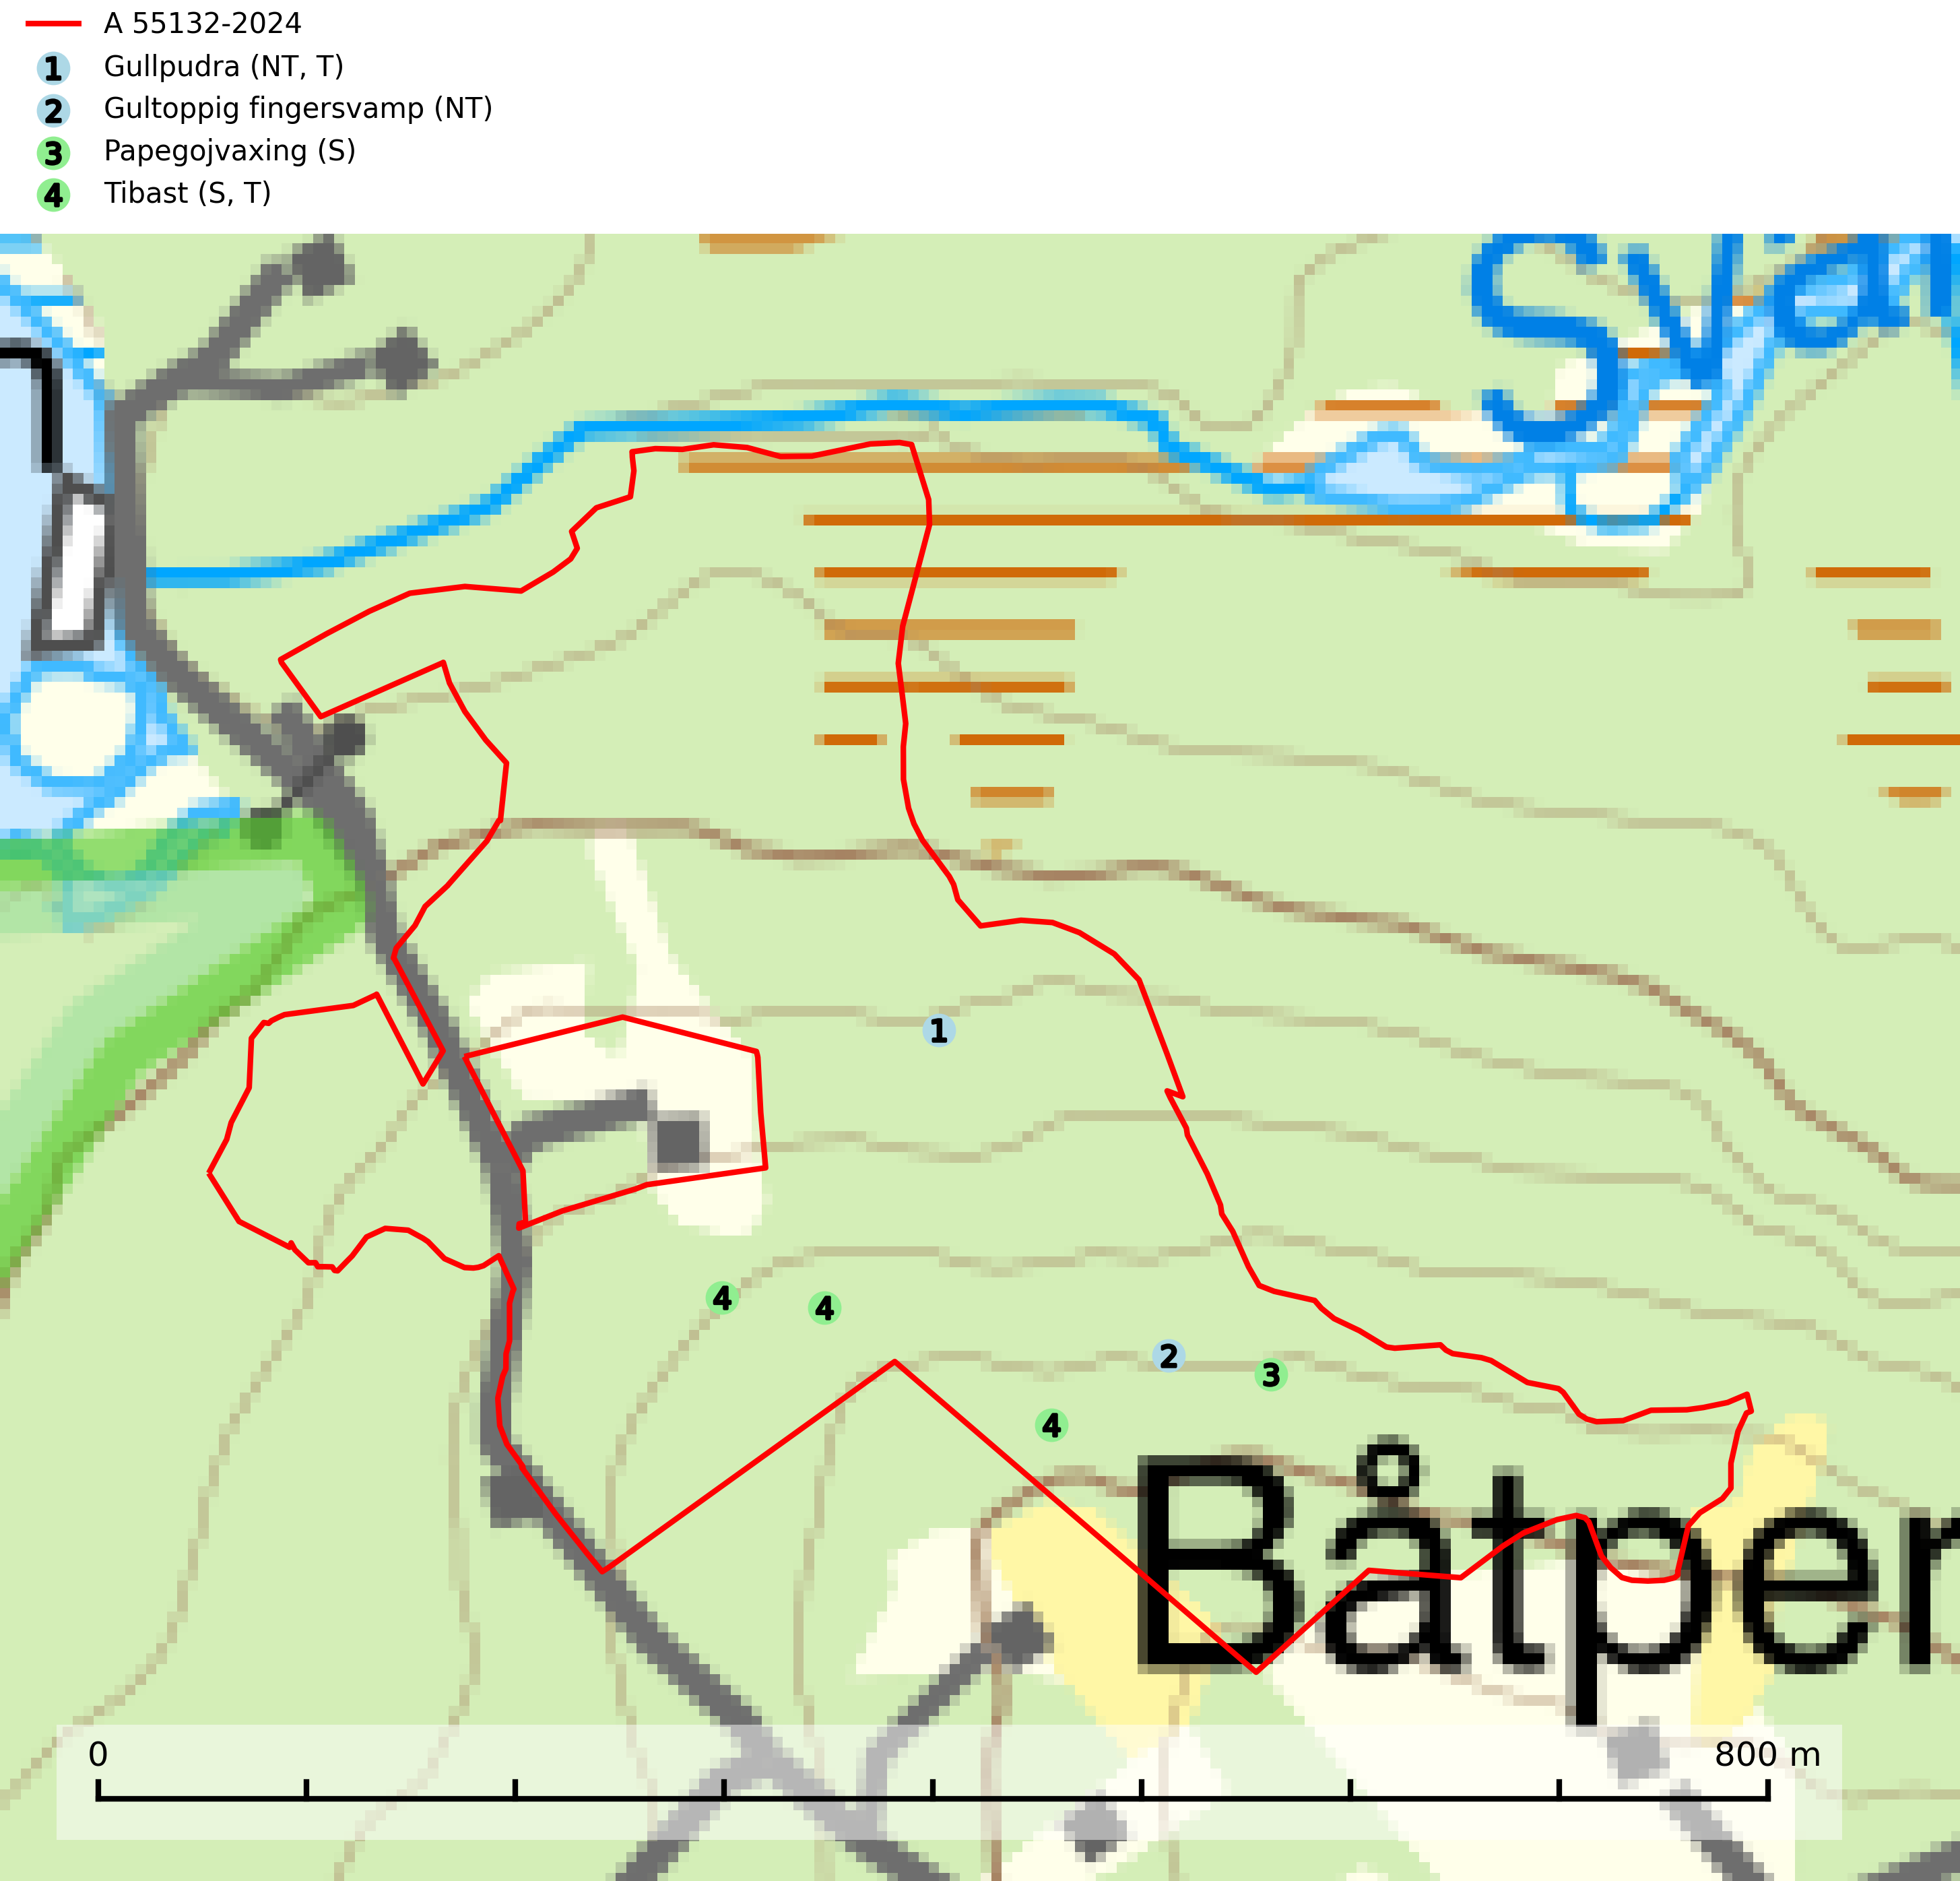 A 55132-2024
1 Gullpudra (NT, T)
2 Gultoppig fingersvamp (NT)
3 Papegojvaxing (S)
4 Tibast (S, T)
1
4
4
2
3
4
Båtper
0
800 m